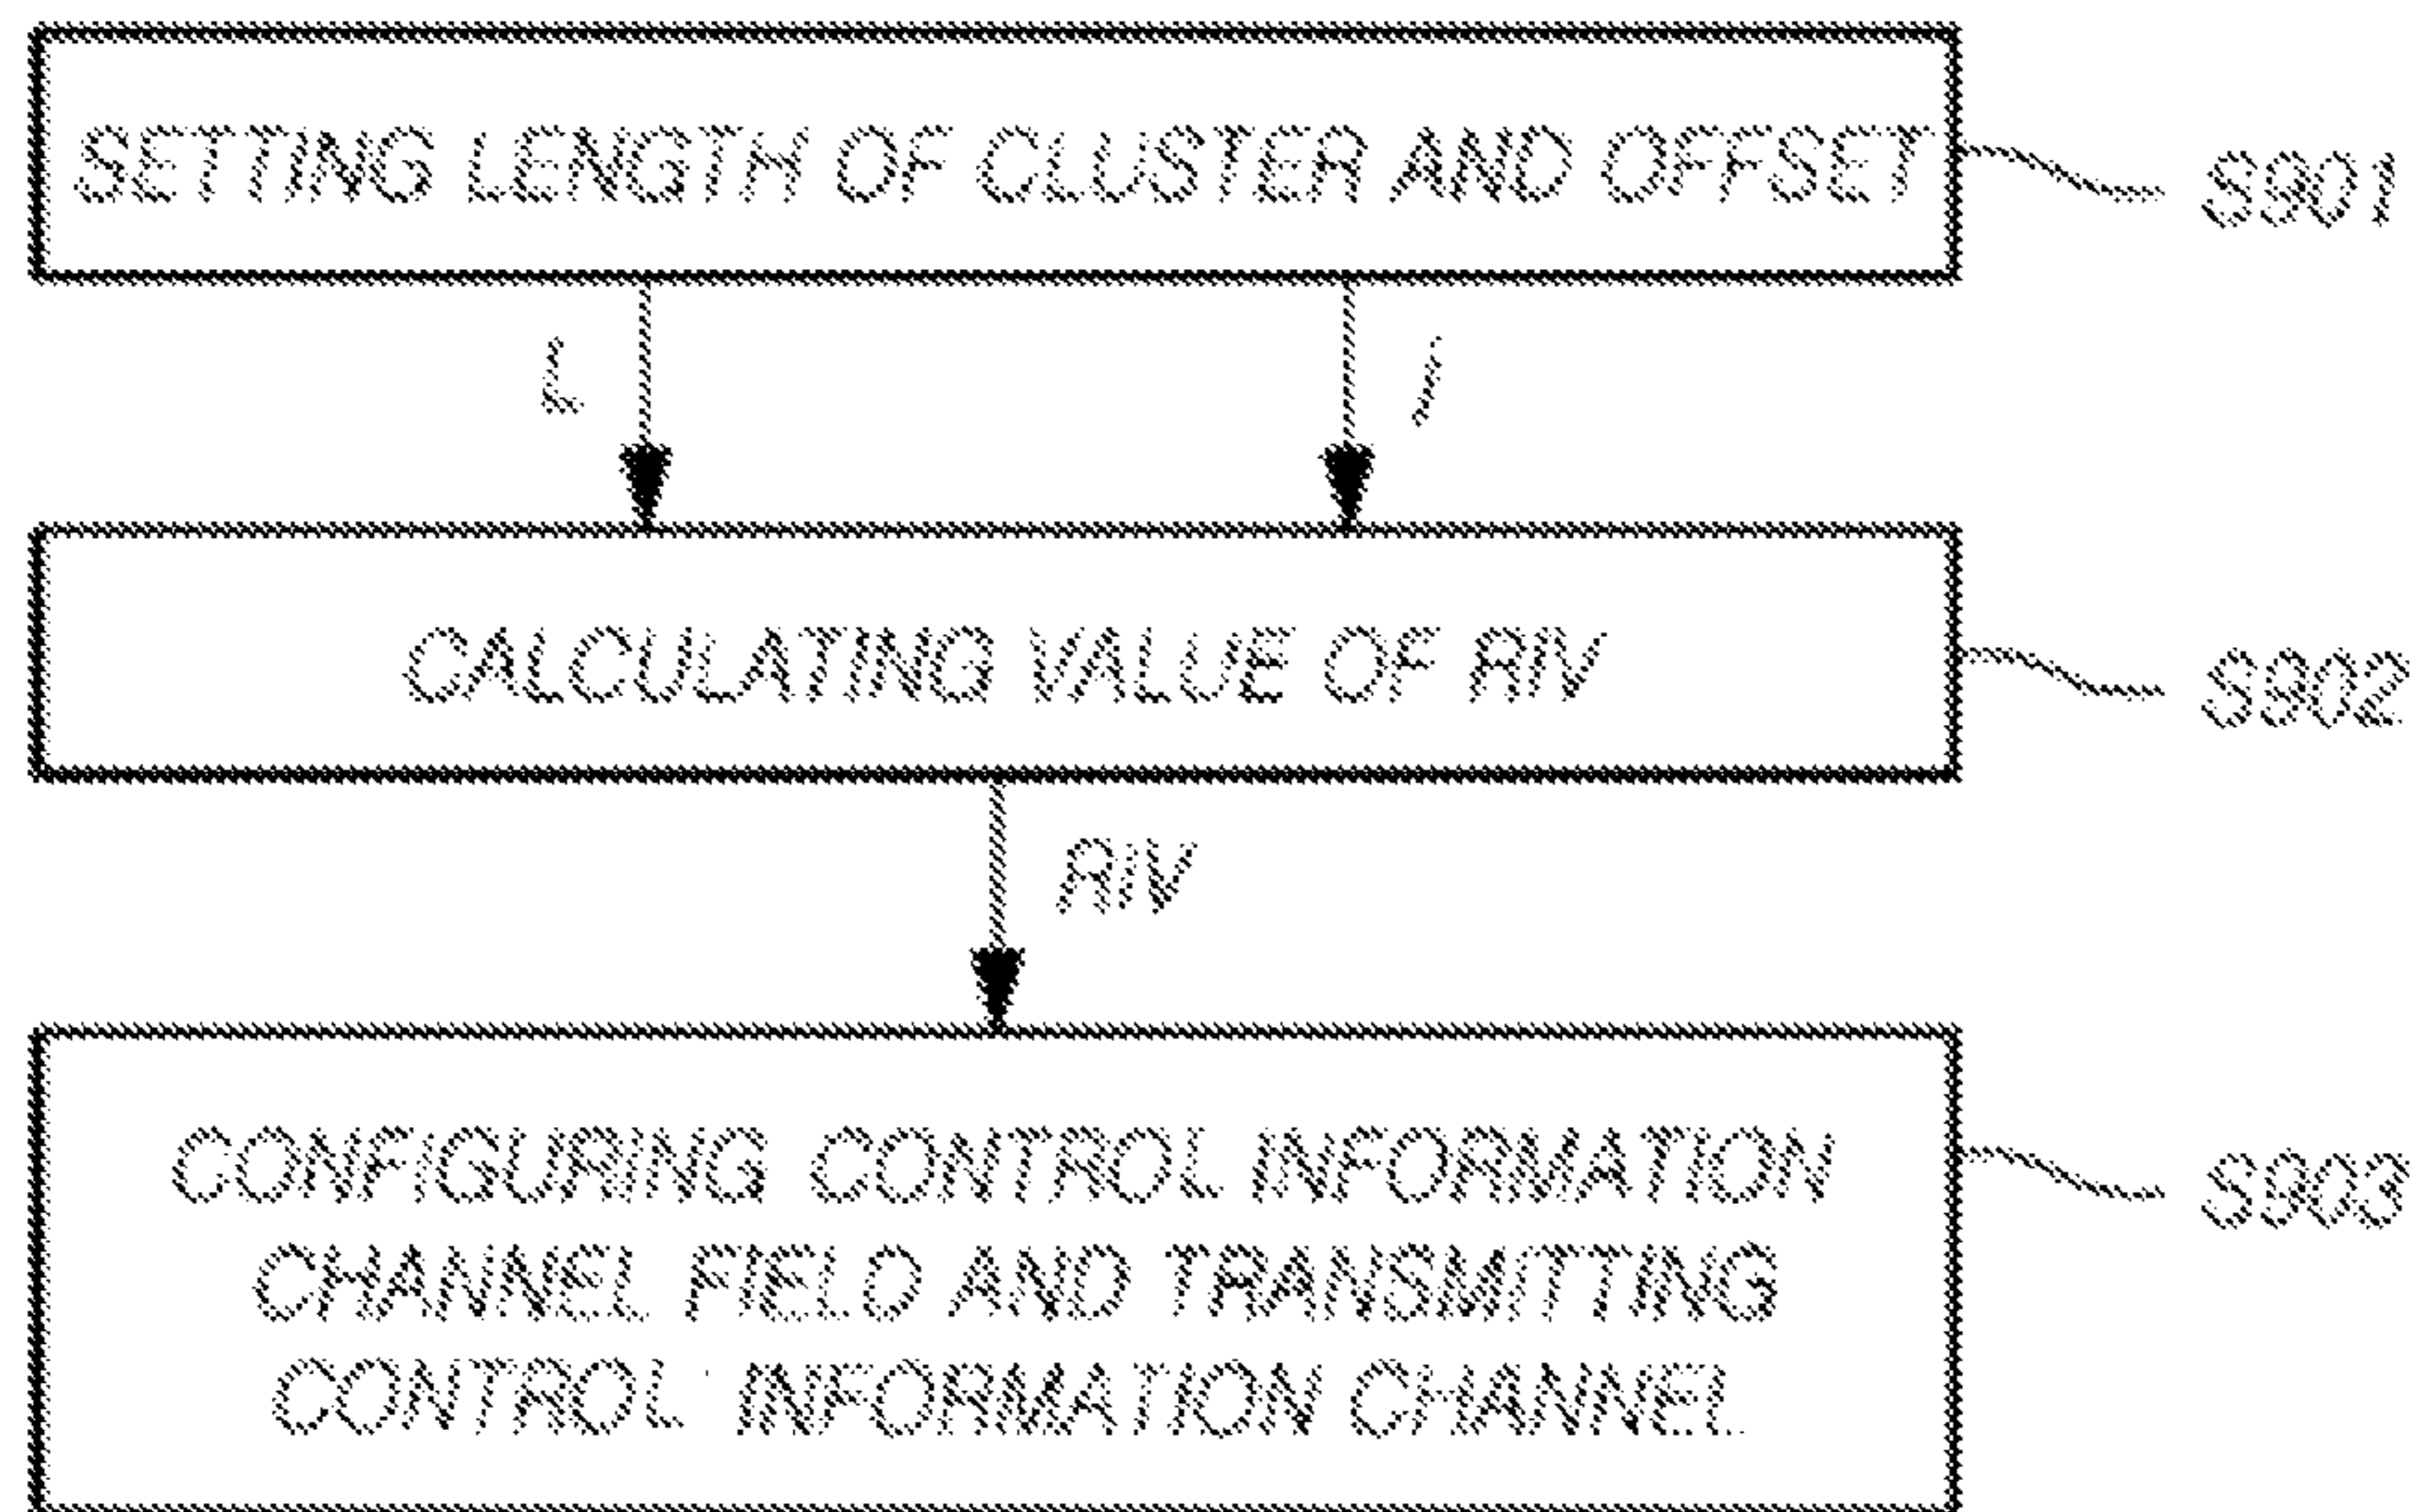 SETTING LENGTH OF CLUSTER AND OFFSET
S901
L
CALCULATING VALUE OF RIV
S902
RIV
CONFIGURING CONTROL INFORMATION
CHANNEL FIELD AND TRANSMITTING
CONTROL INFORMATION CHANNEL
S903